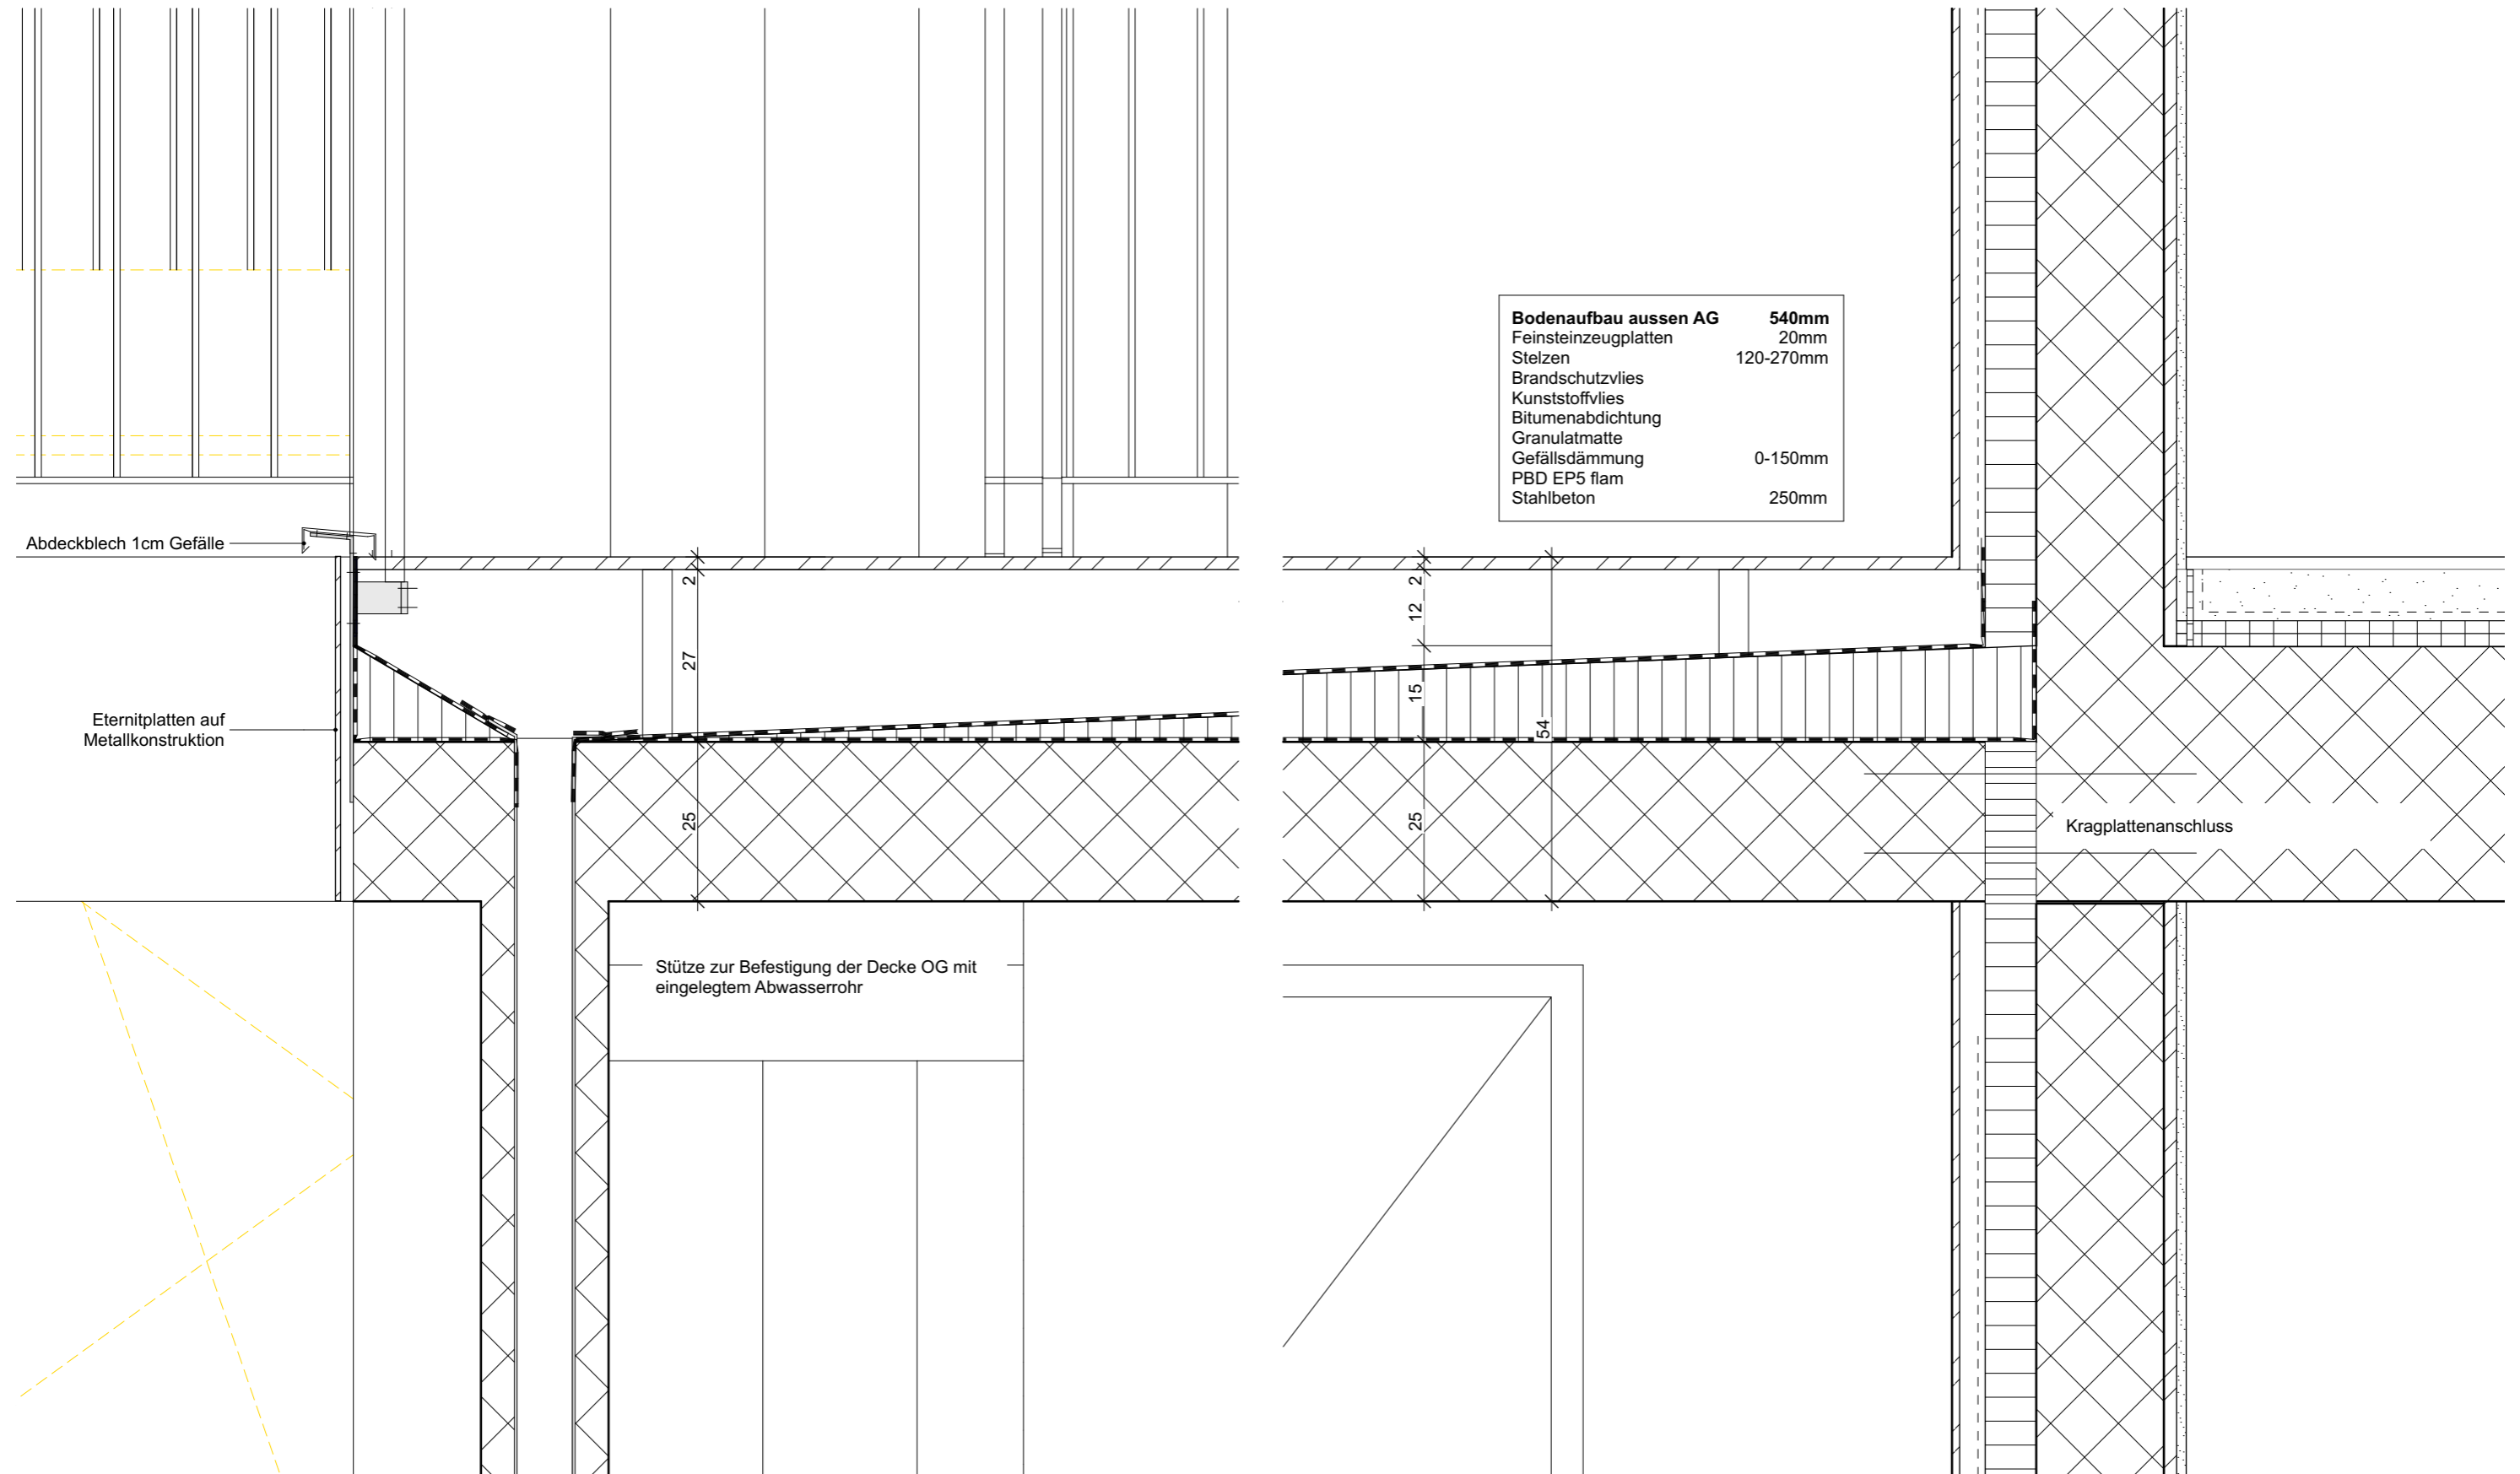 Bodenaufbau aussen AG 540mm
Feinsteinzeugplatten 20mm
Stelzen 120-270mm
Brandschutzvlies
Kunststoffvlies
Bitumenabdichtung
Granulatmatte
Gefällsdämmung 0-150mm
PBD EP5 flam
Stahlbeton 250mm
Abdeckblech 1cm Gefälle
2
27
25
2
12
15
25
54
Eternitplatten auf
Metallkonstruktion
Kragplattenanschluss
Stütze zur Befestigung der Decke OG mit
eingelegtem Abwasserrohr